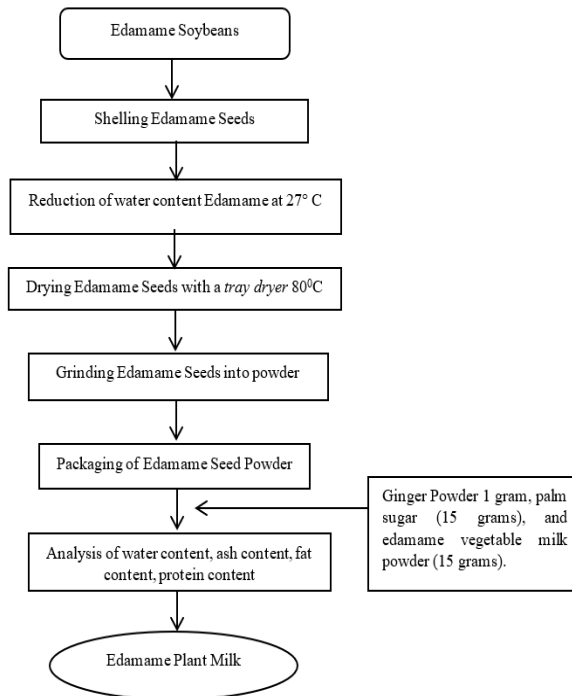 Edamame Soybeans
Shelling Edamame Seeds
Reduction of water content Edamame at 27° C
Drying Edamame Seeds with a tray dryer 80⁰C
Grinding Edamame Seeds into powder
Packaging of Edamame Seed Powder
Ginger Powder 1 gram, palm
sugar (15 grams), and
edamame vegetable milk
powder (15 grams).
Analysis of water content, ash content, fat
content, protein content
Edamame Plant Milk